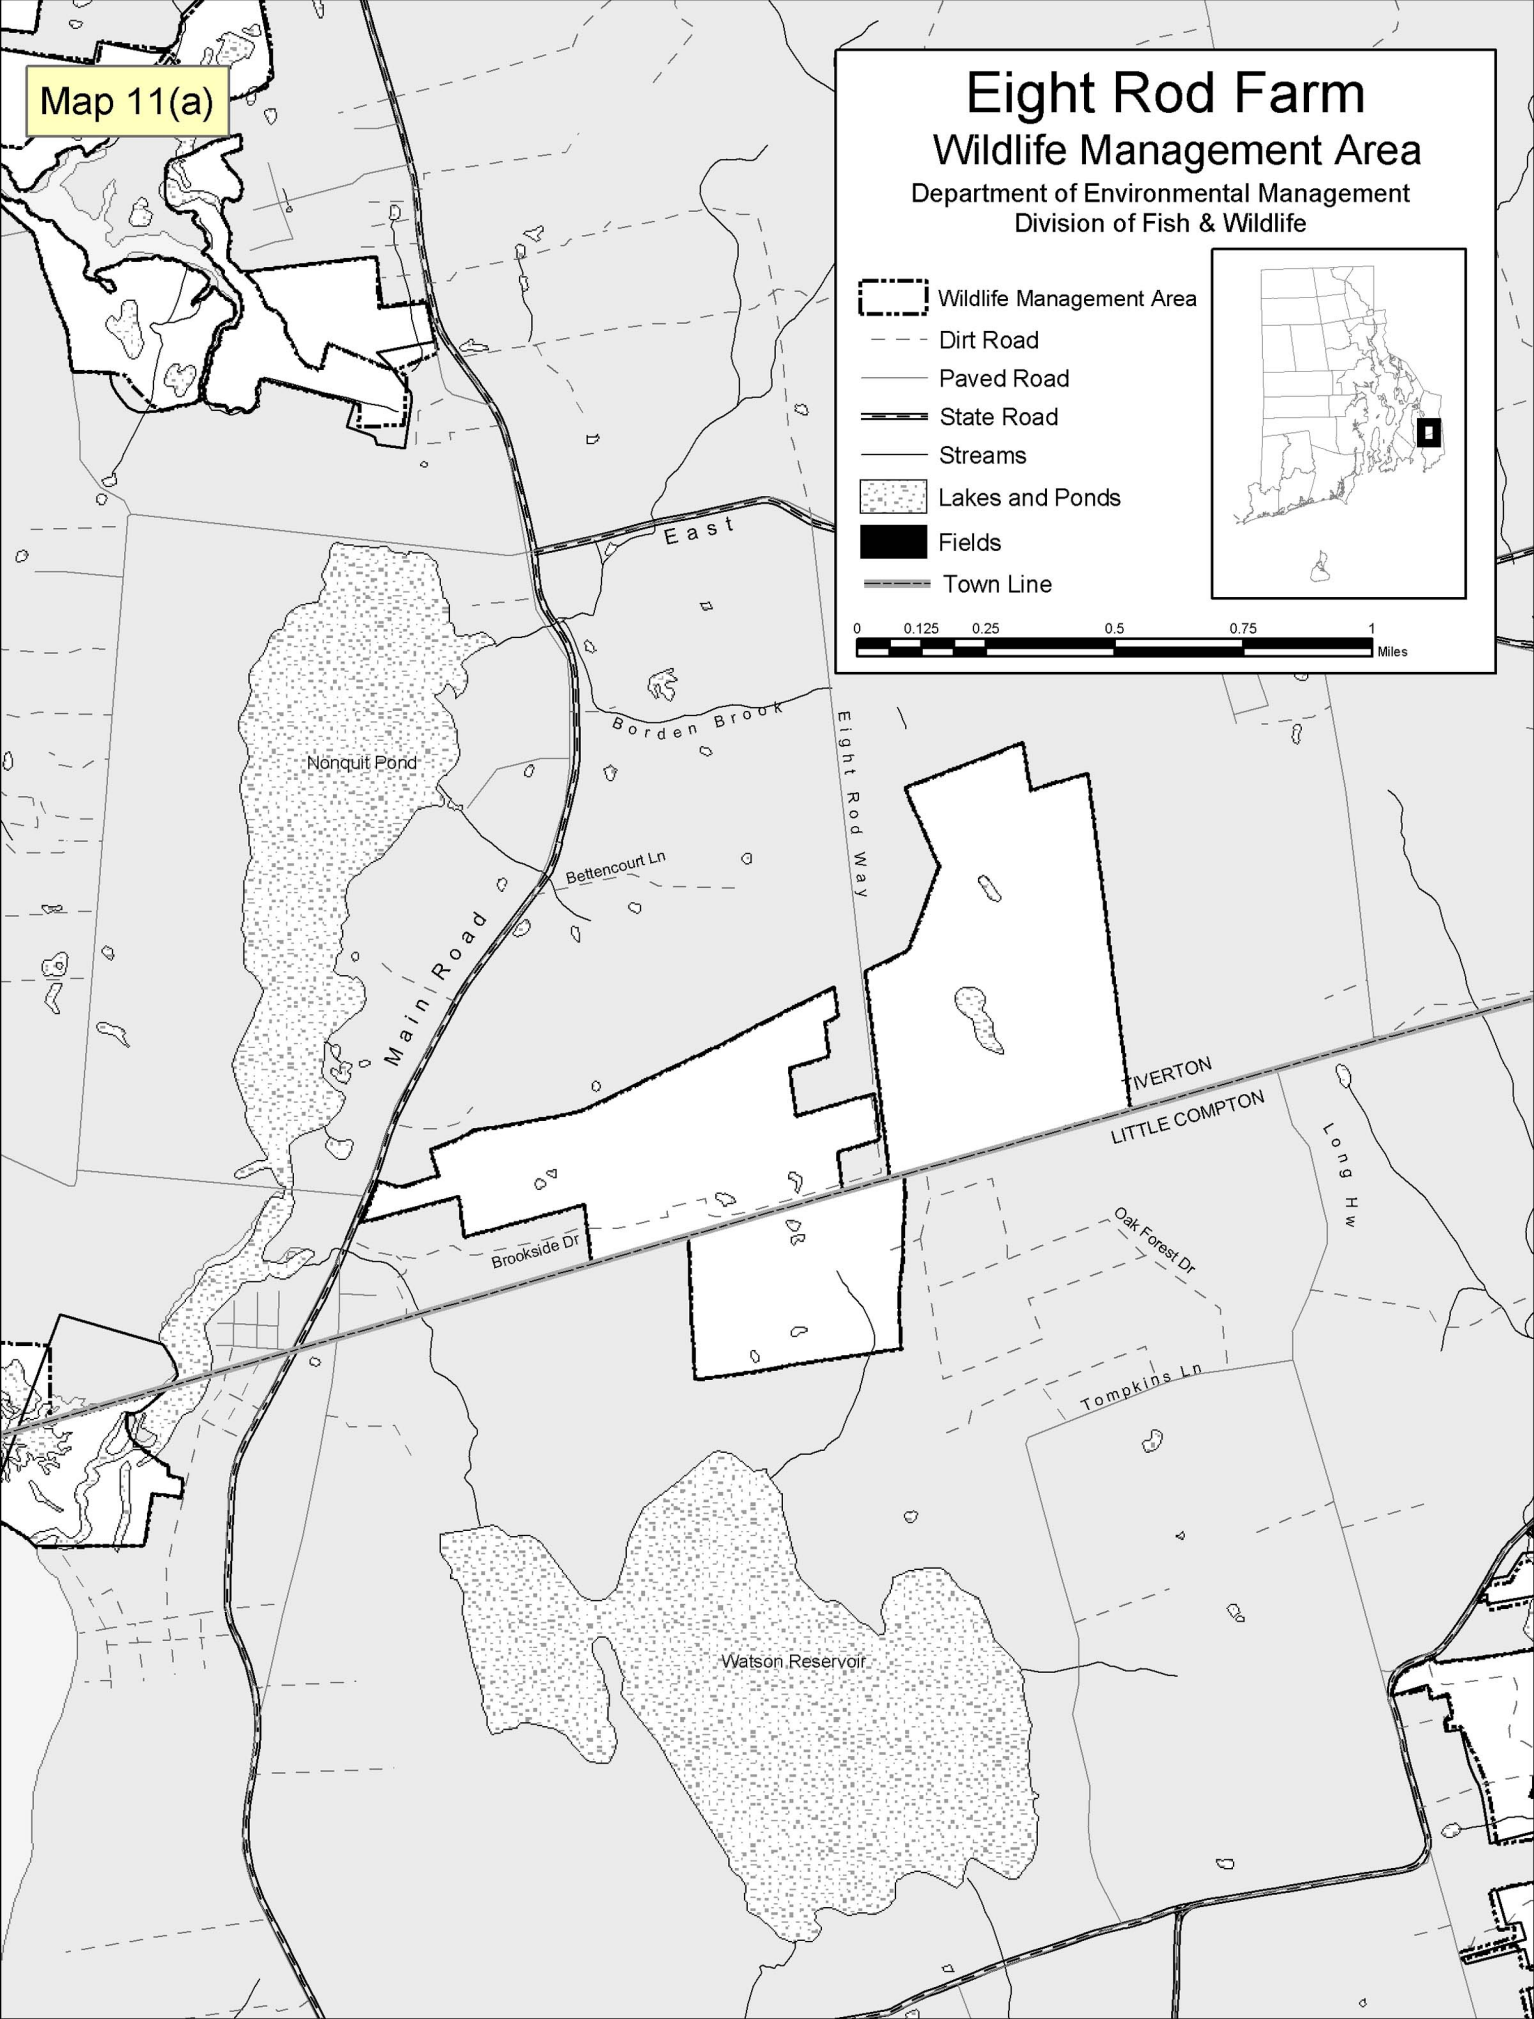 Map 11(a)
Eight Rod Farm
Wildlife Management Area
Department of Environmental Management
Division of Fish & Wildlife
Wildlife Management Area
Dirt Road
Paved Road
State Road
Streams
Lakes and Ponds
Fields
Town Line
0 0.125 0.25 0.5 0.75 1
Miles
East
Nonquit Pond
Borden Brook
Eight Rod Way
Bettencourt Ln
Main Road
TIVERTON
LITTLE COMPTON
Long Hw
Oak Forest Dr
Brookside Dr
Tompkins Ln
Watson Reservoir